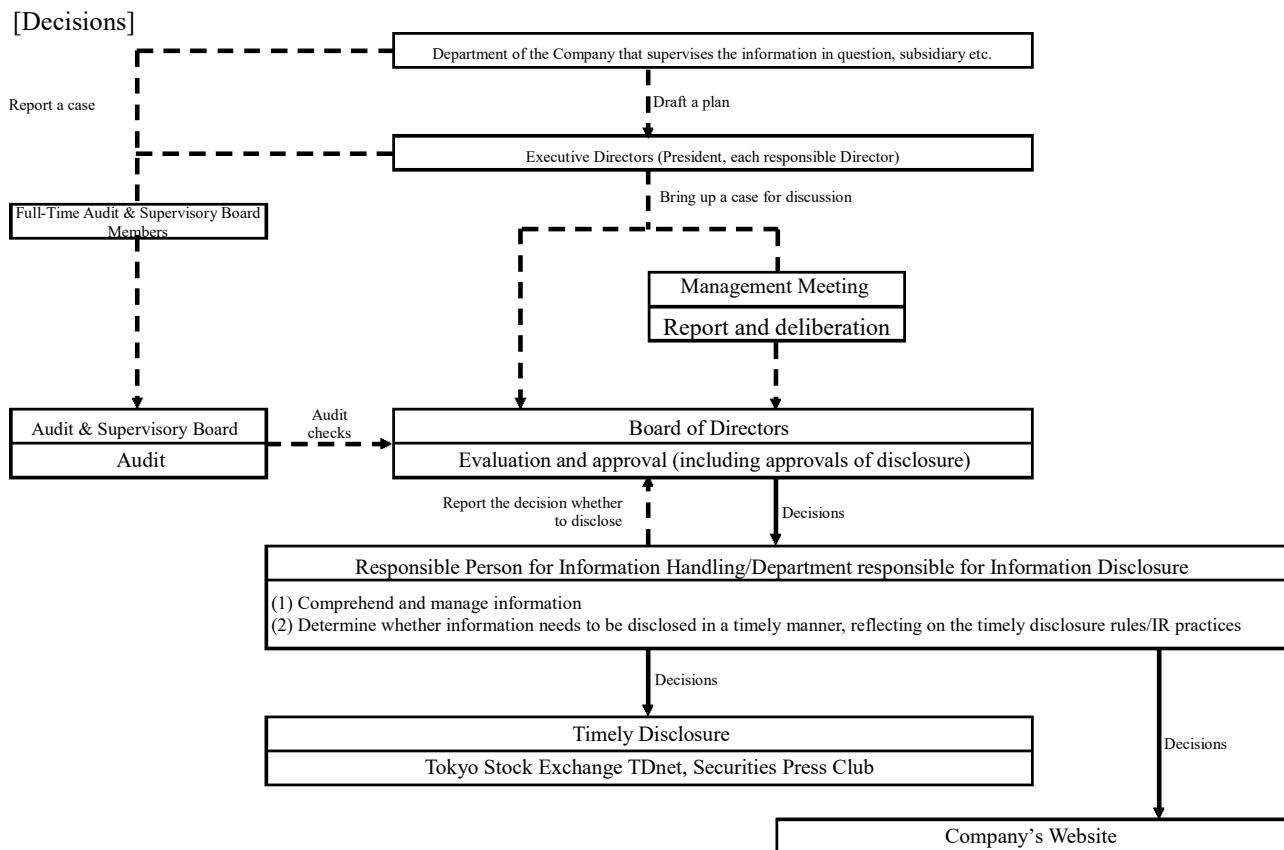 [Decisions]
Department of the Company that supervises the information in question, subsidiary etc.
Report a case
Draft a plan
Executive Directors (President, each responsible Director)
Bring up a case for discussion
Full-Time Audit & Supervisory Board
Members
Management Meeting
Report and deliberation
Audit & Supervisory Board
Audit
Audit
checks
Board of Directors
Evaluation and approval (including approvals of disclosure)
Report the decision whether
to disclose
Decisions
Responsible Person for Information Handling/Department responsible for Information Disclosure
(1) Comprehend and manage information
(2) Determine whether information needs to be disclosed in a timely manner, reflecting on the timely disclosure rules/IR practices
Decisions
Timely Disclosure
Tokyo Stock Exchange TDnet, Securities Press Club
Decisions
Company’s Website